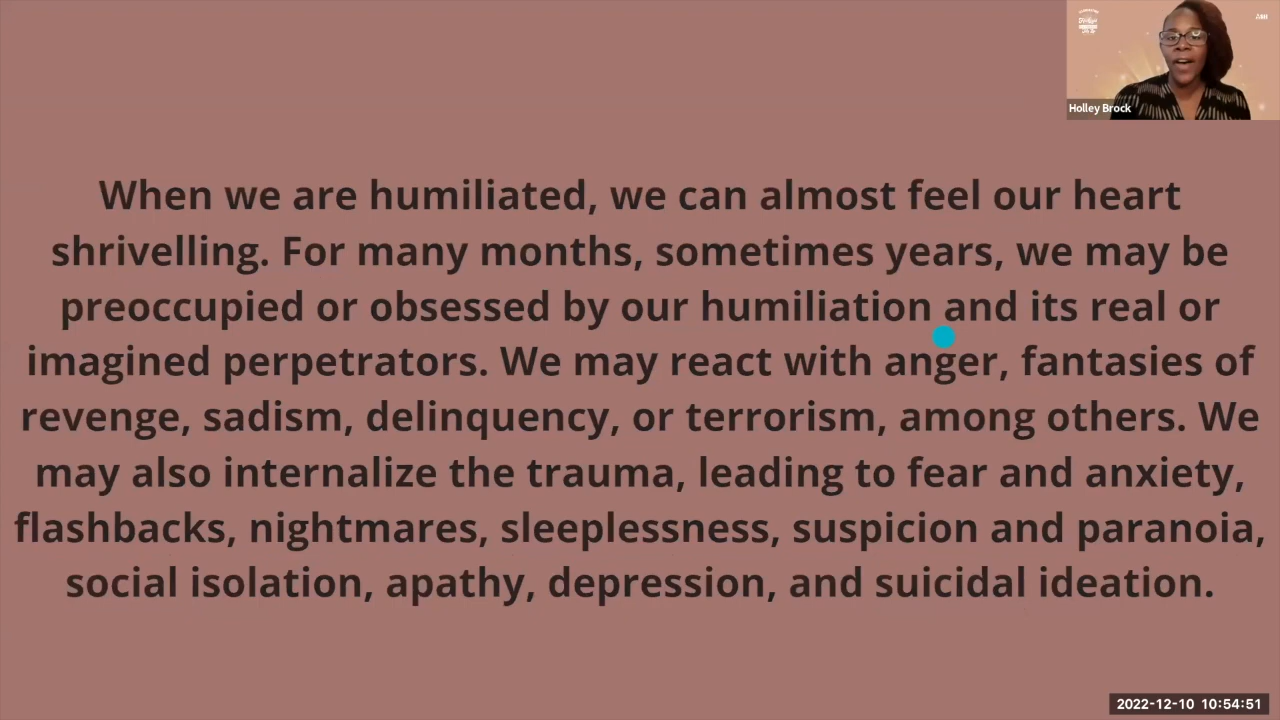 Holley Brock
When we are humiliated, we can almost feel our heart
shrivelling. For many months, sometimes years, we may be
preoccupied or obsessed by our humiliation and its real or
imagined perpetrators. We may react with anger, fantasies of
revenge, sadism, delinquency, or terrorism, among others. We
may also internalize the trauma, leading to fear and anxiety,
flashbacks, nightmares, sleeplessness, suspicion and paranoia,
social isolation, apathy, depression, and suicidal ideation.
2022-12-10 10:54:51